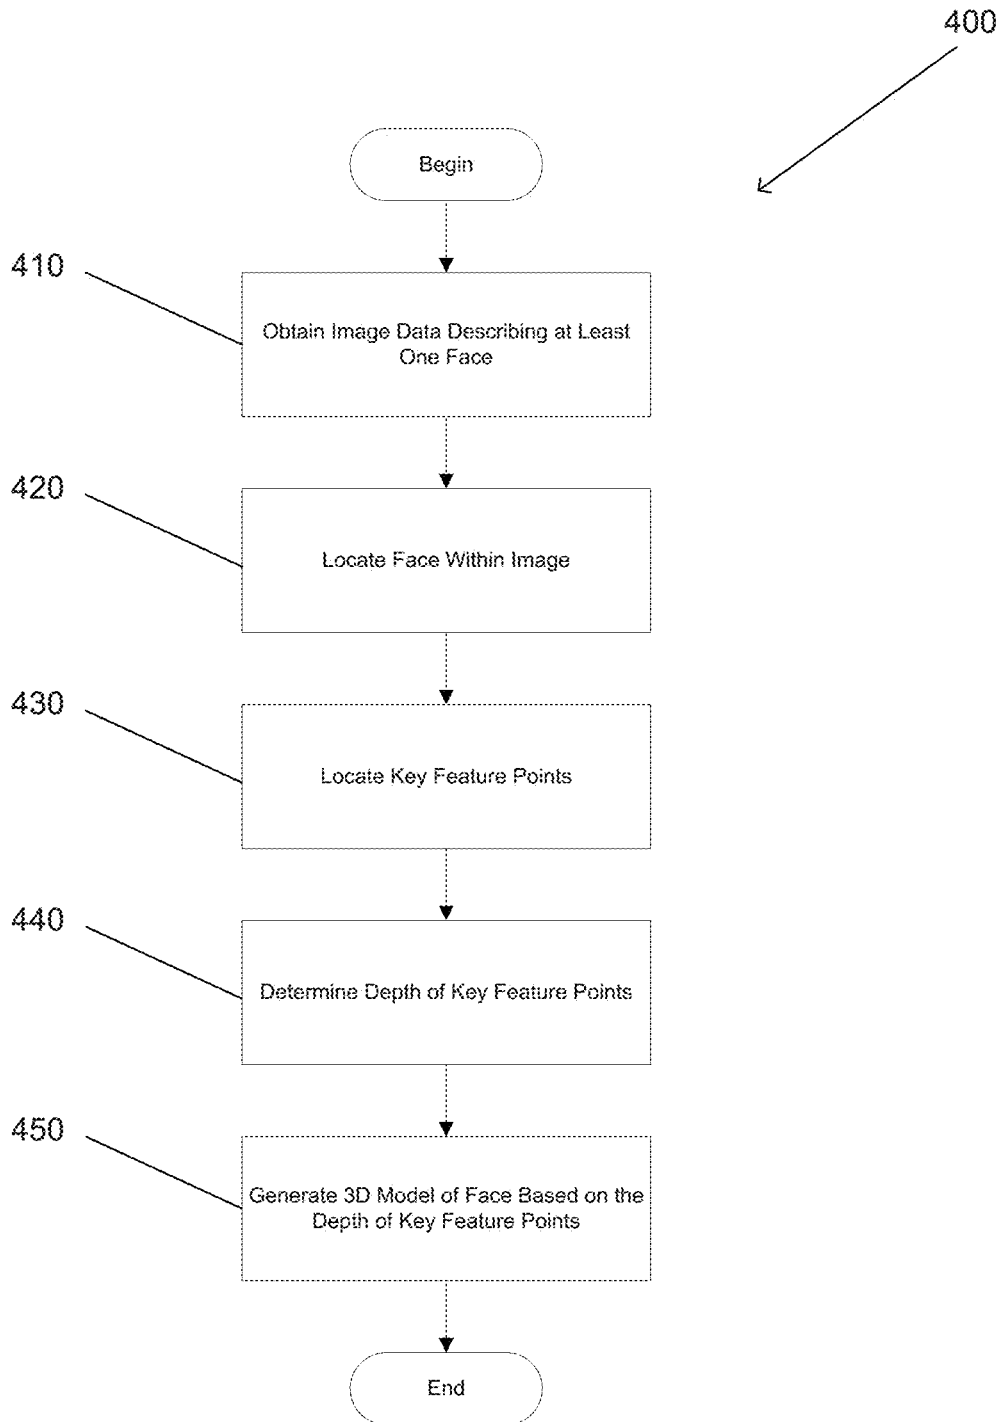 400
Begin
410
Obtain Image Data Describing at Least
One Face
420
Locate Face Within Image
430
Locate Key Feature Points
440
Determine Depth of Key Feature Points
450
Generate 3D Model of Face Based on the
Depth of Key Feature Points
End